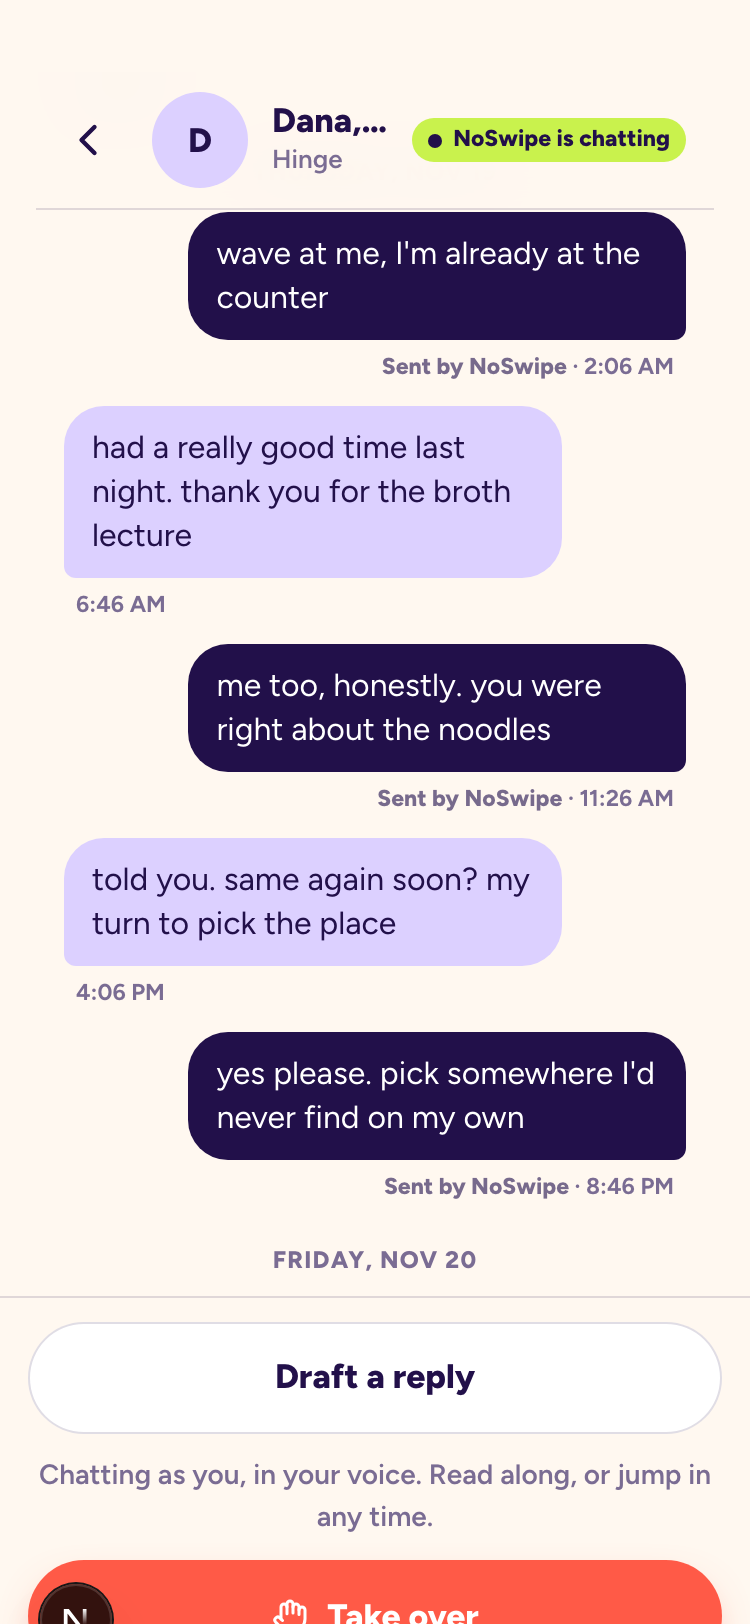 D
Dana,...
Hinge
NoSwipe is chatting
wave at me, I'm already at the
counter
Sent by NoSwipe · 2:06 AM
had a really good time last
night. thank you for the broth
lecture
6:46 AM
me too, honestly. you were
right about the noodles
Sent by NoSwipe · 11:26 AM
told you. same again soon? my
turn to pick the place
4:06 PM
yes please. pick somewhere I'd
never find on my own
Sent by NoSwipe · 8:46 PM
FRIDAY, NOV 20
Draft a reply
Chatting as you, in your voice. Read along, or jump in
any time.
N
Take over